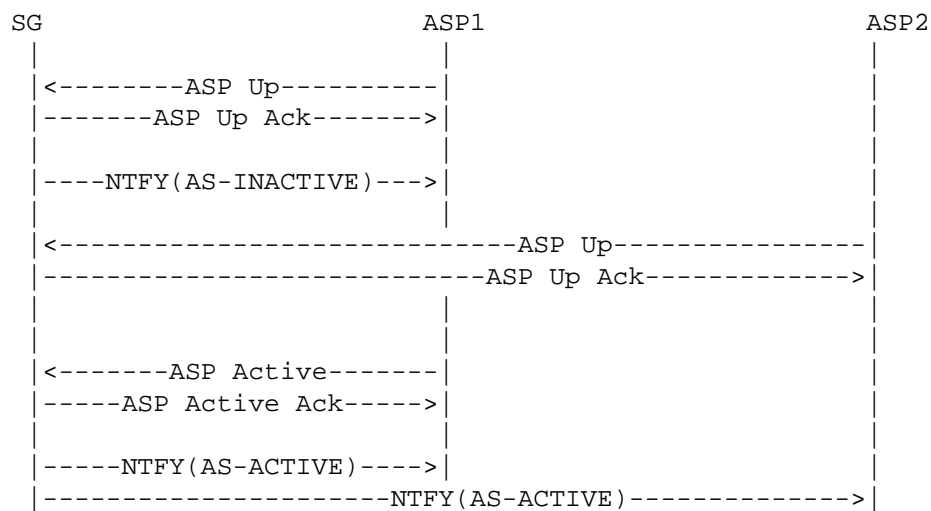 SG ASP1 ASP2
<--------ASP Up----------
-------ASP Up Ack------->
----NTFY(AS-INACTIVE)--->
<-----------------------------ASP Up----------------
----------------------------ASP Up Ack------------->
<-------ASP Active-------
-----ASP Active Ack----->
-----NTFY(AS-ACTIVE)---->
----------------------NTFY(AS-ACTIVE)-------------->